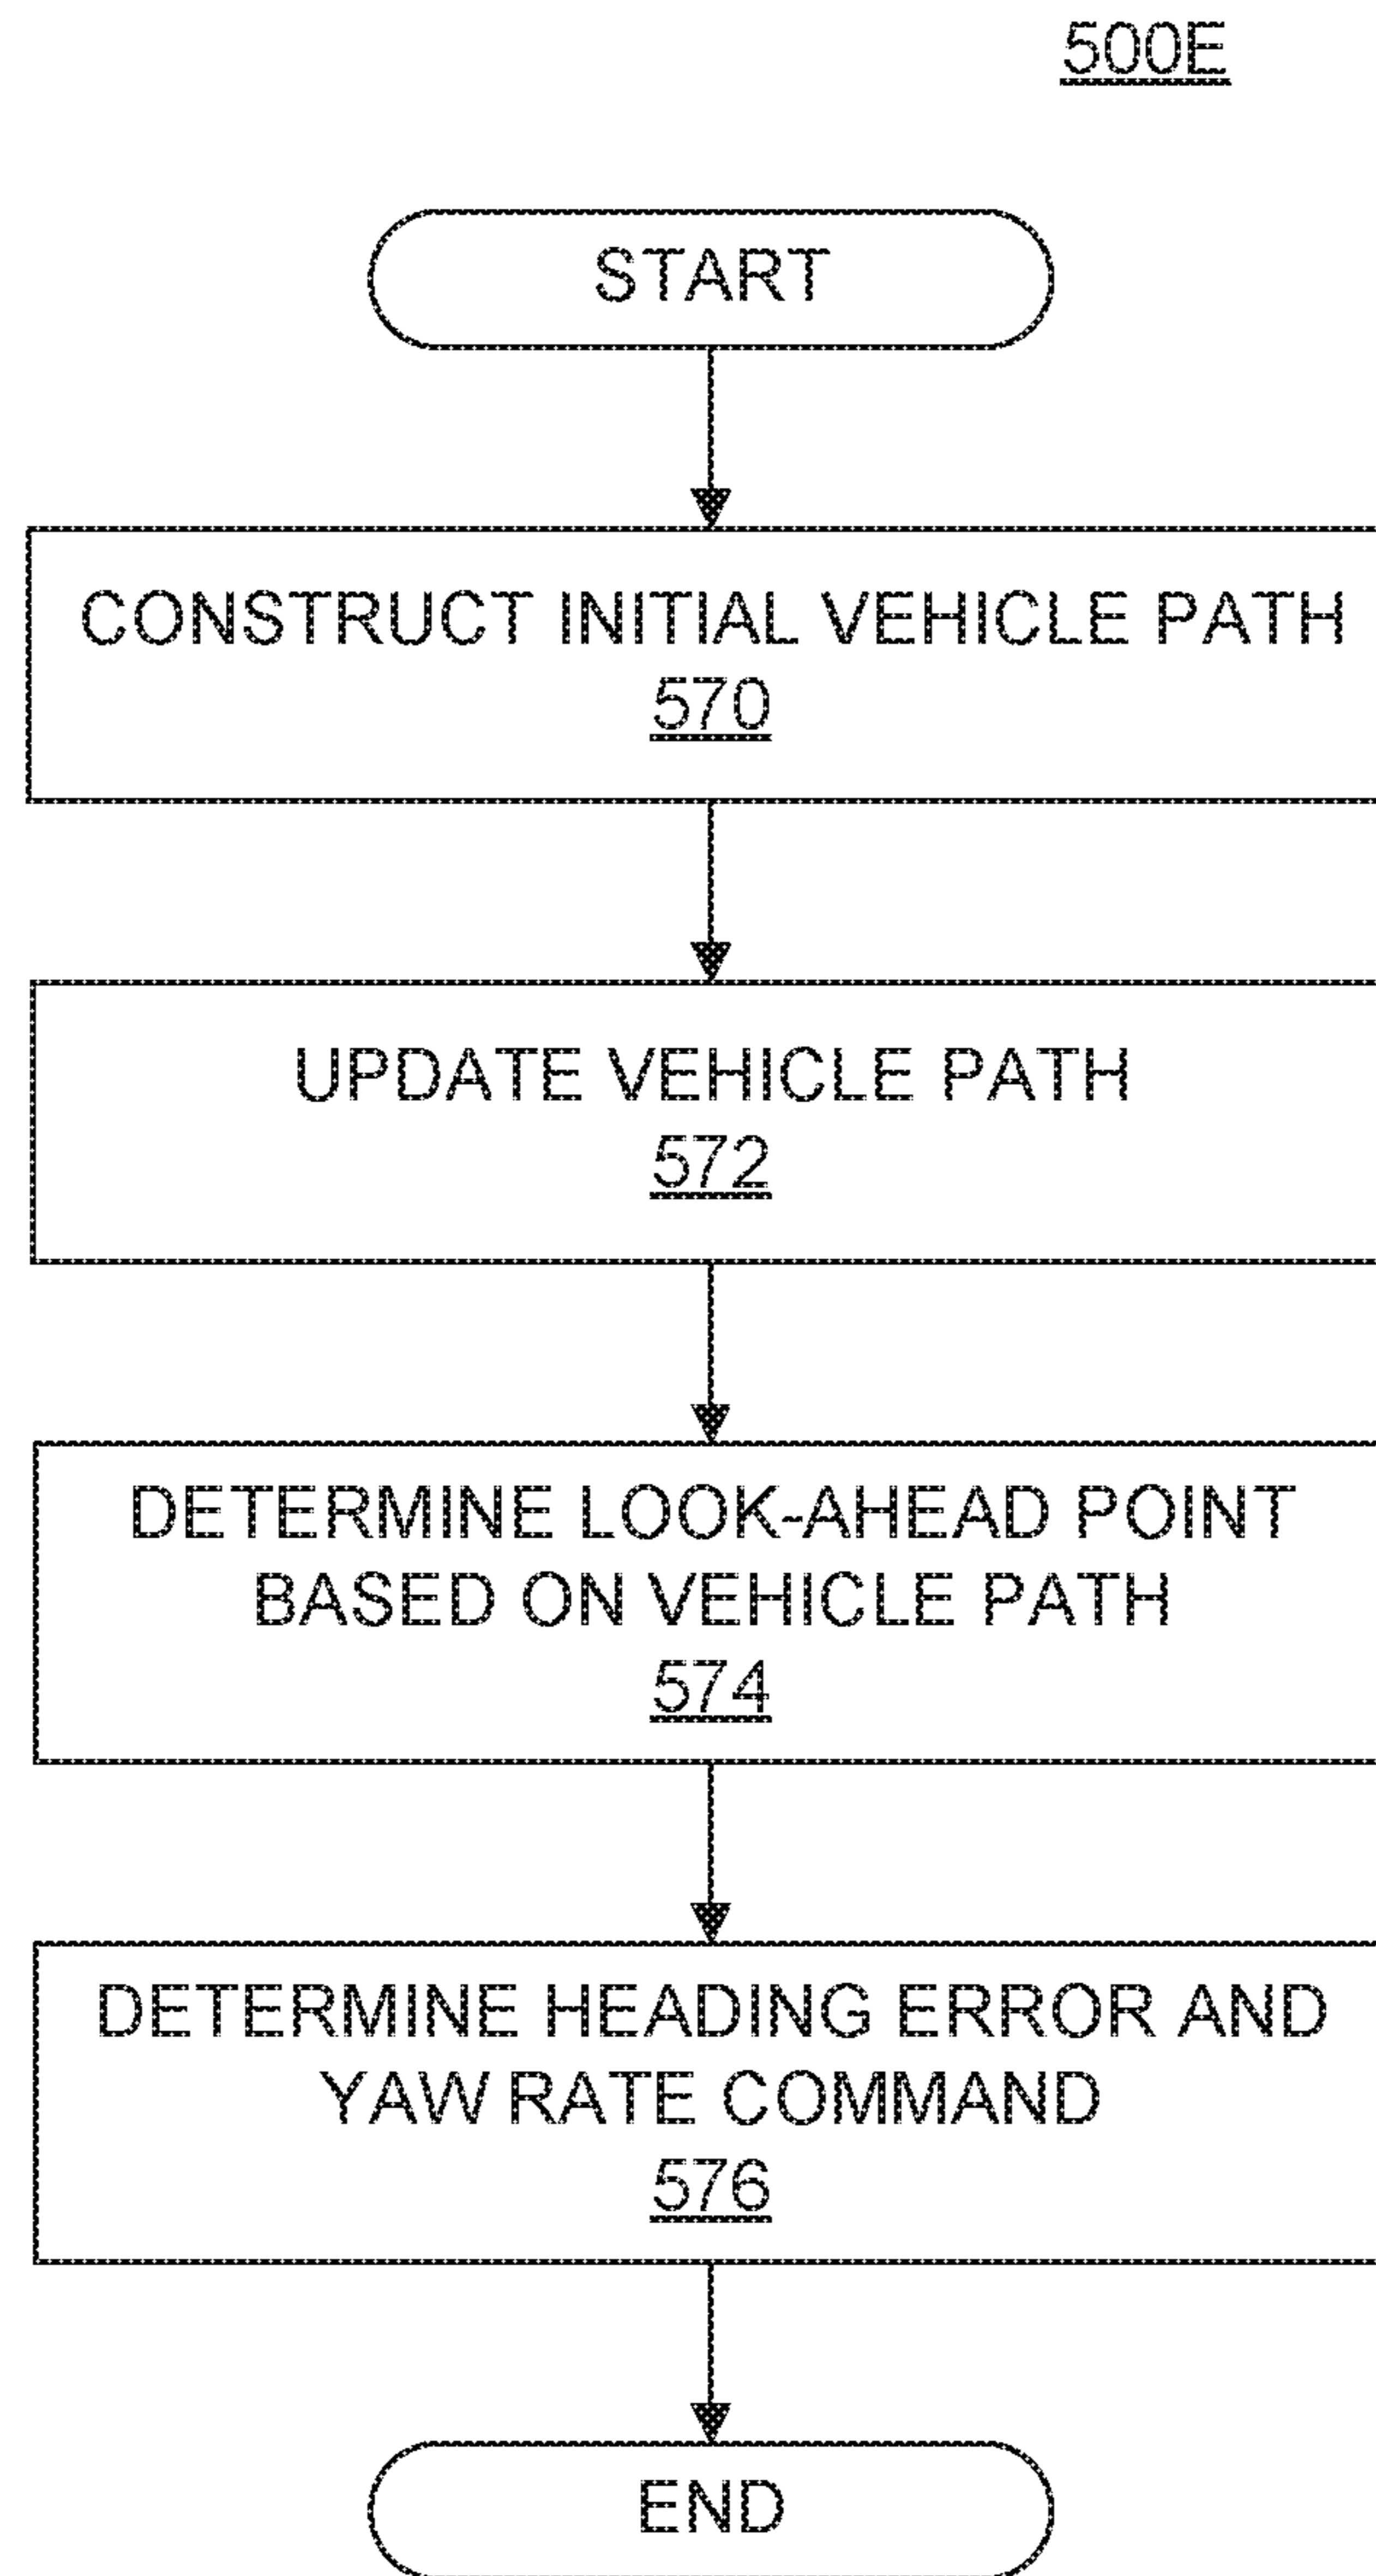 500E
START
CONSTRUCT INITIAL VEHICLE PATH
570
UPDATE VEHICLE PATH
572
DETERMINE LOOK-AHEAD POINT
BASED ON VEHICLE PATH
574
DETERMINE HEADING ERROR AND
YAW RATE COMMAND
576
END